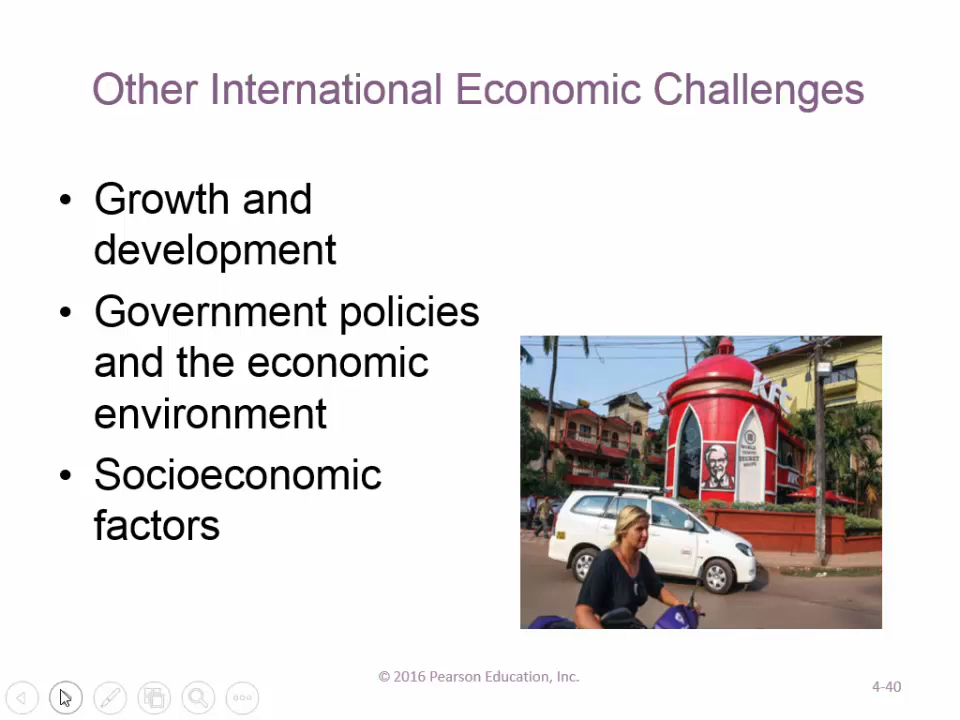 Other International Economic Challenges
• Growth and
development
• Government policies
and the economic
environment
• Socioeconomic
factors
KFC
© 2016 Pearson Education, Inc.
4-40